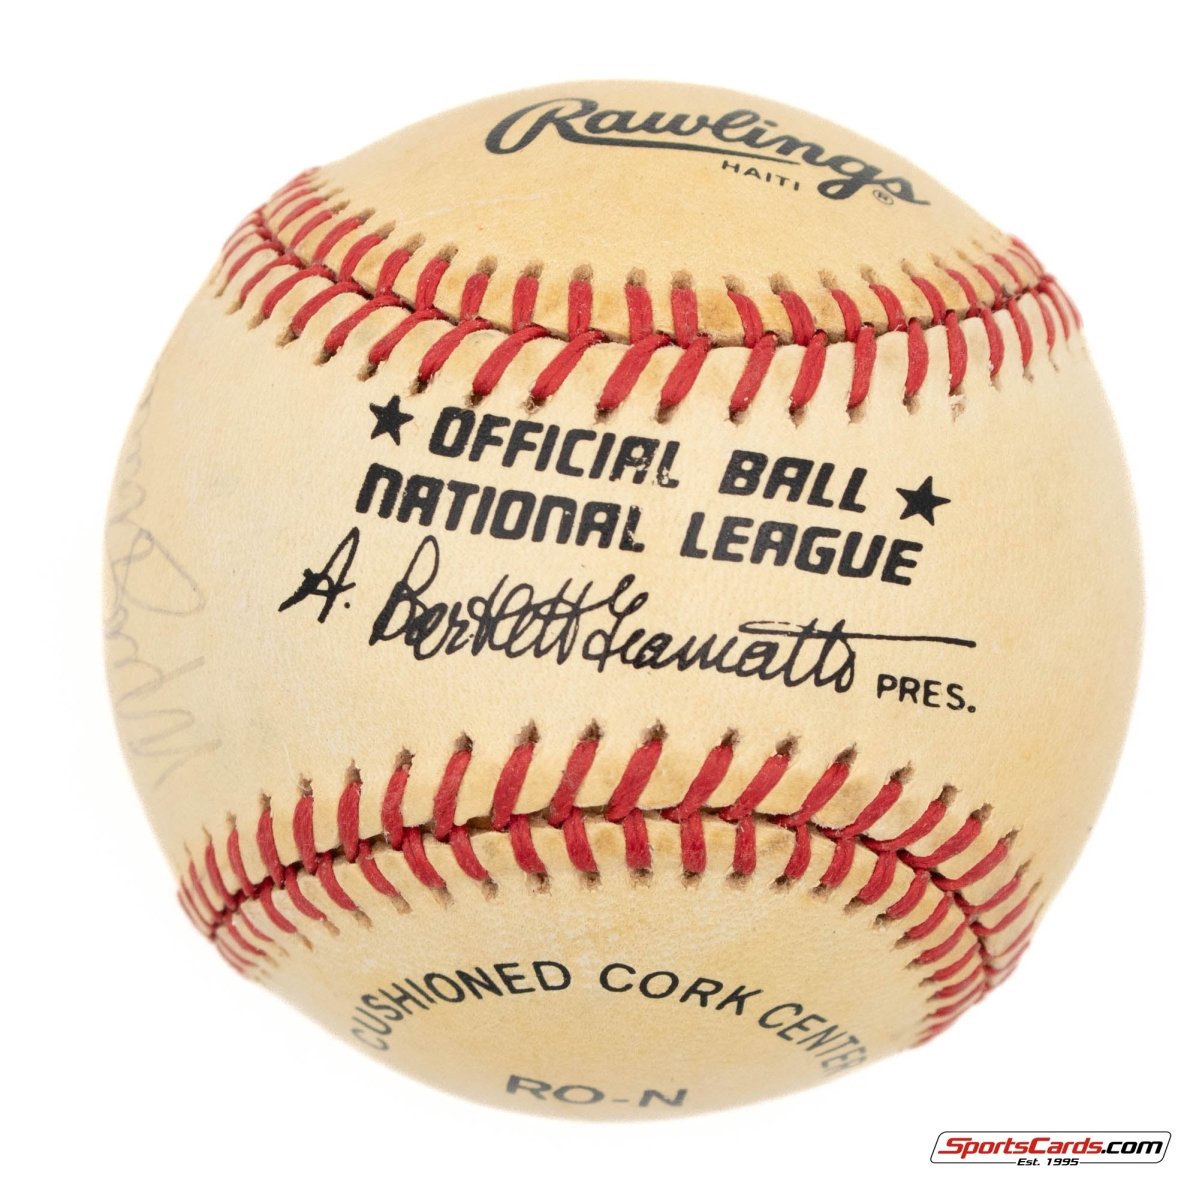 Rawlings ®
HAITI
★ OFFICIAL BALL ★
NATIONAL LEAGUE
A. Bartlett Giamatti PRES.
CUSHIONED CORK CENTER
RO-N
SportsCards.com
Est. 1995